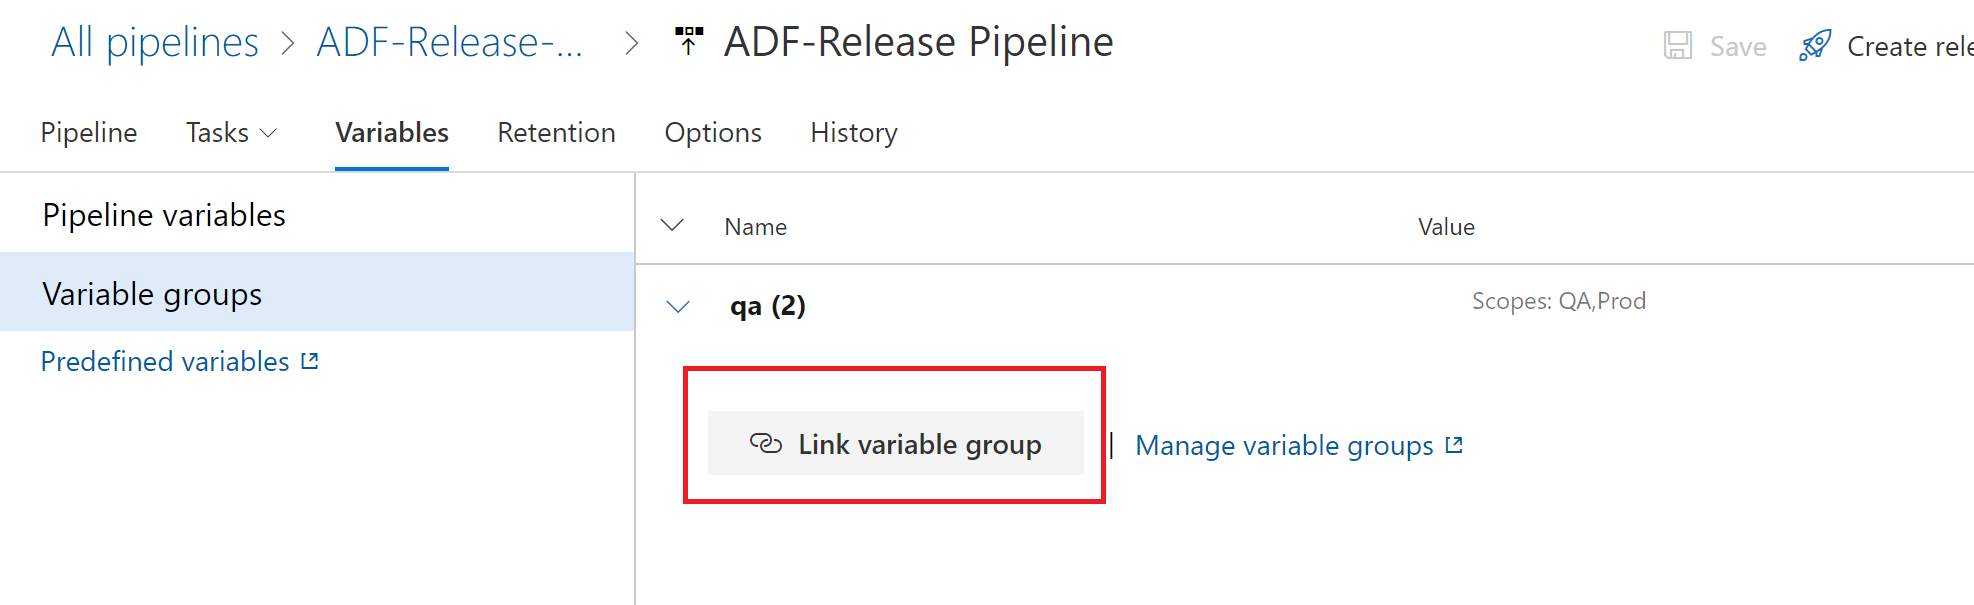 All pipelines > ADF-Release-... > ADF-Release Pipeline Save Create rele
Pipeline Tasks Variables Retention Options History
Pipeline variables
Variable groups
Predefined variables
Name Value
qa (2) Scopes: QA,Prod
Link variable group | Manage variable groups